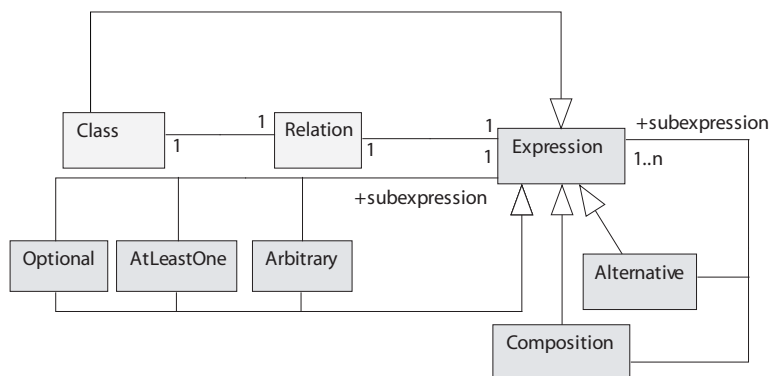 Class
1
1
Relation
1
1
Expression
+subexpression
1..n
1
+subexpression
Optional
AtLeastOne
Arbitrary
Alternative
Composition